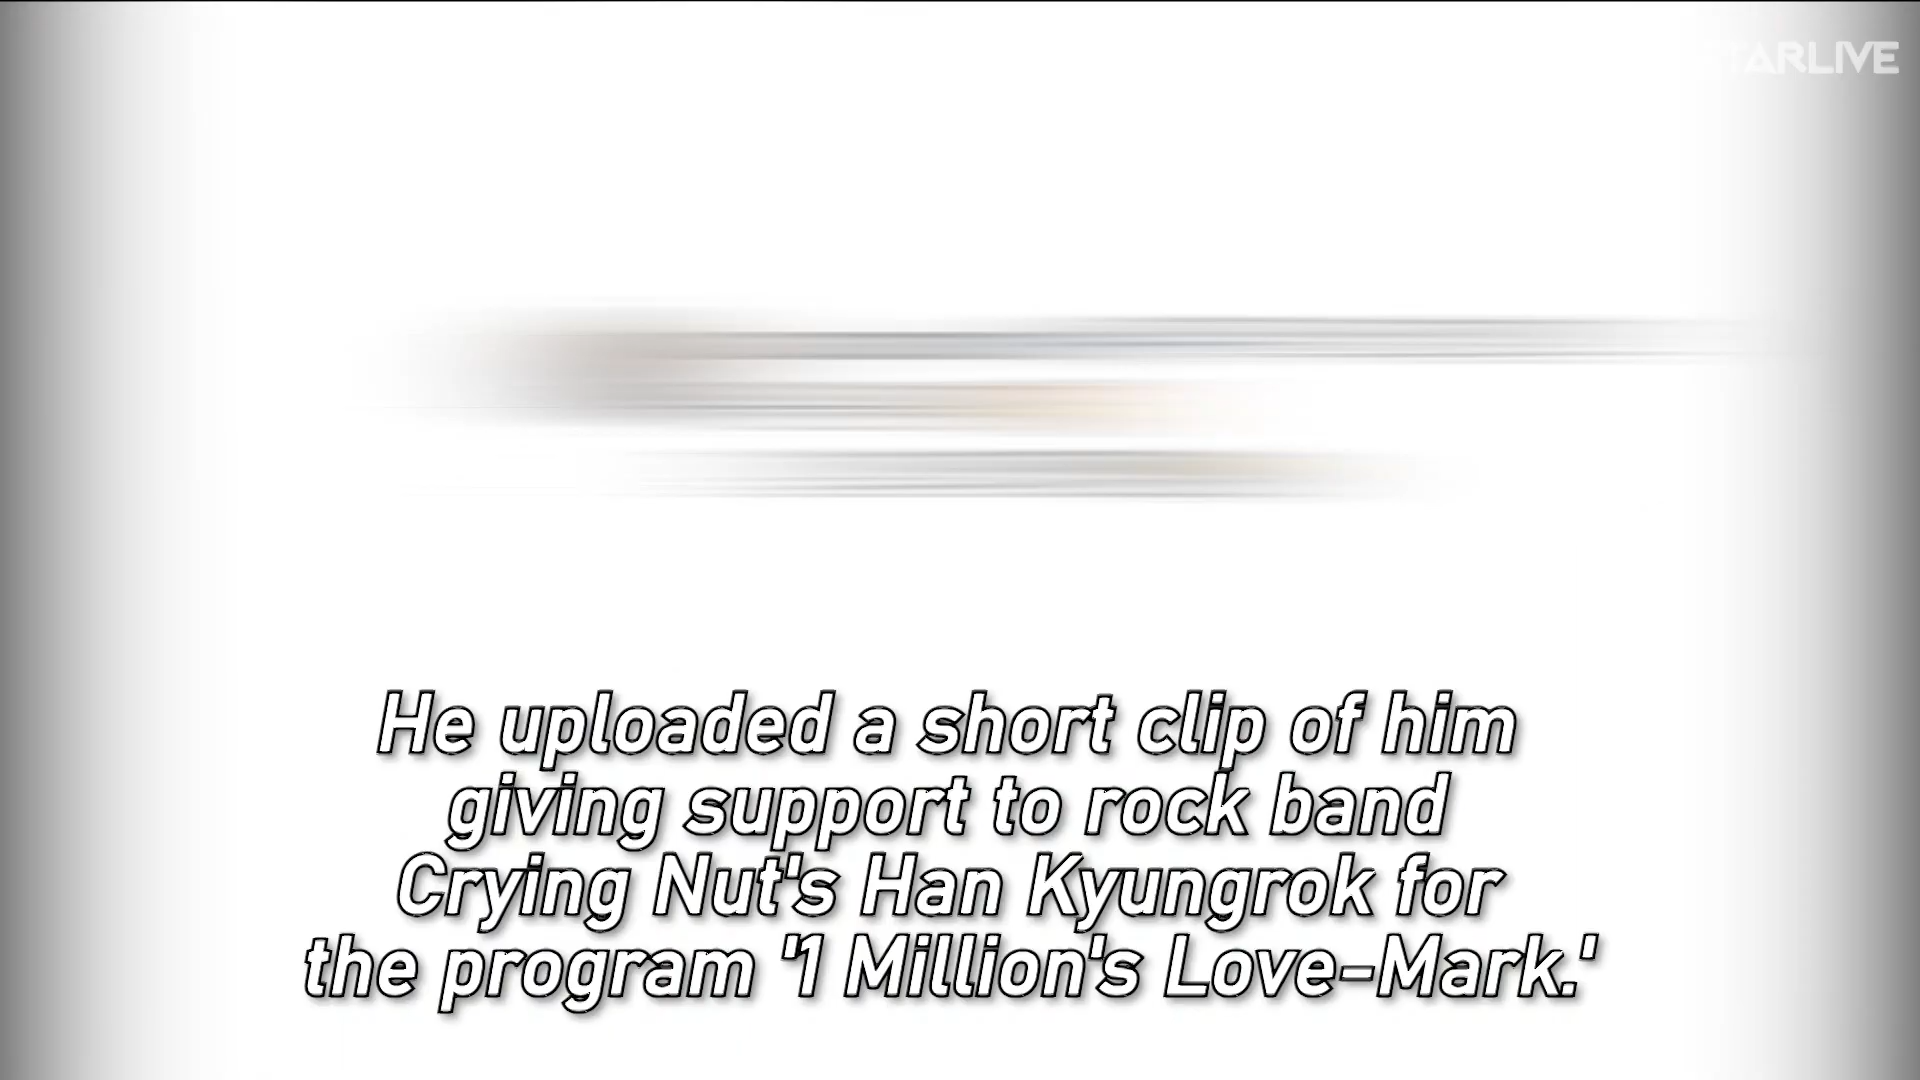 STARLIVE
He uploaded a short clip of him
giving support to rock band
Crying Nut's Han Kyungrok for
the program '1 Million's Love-Mark.'